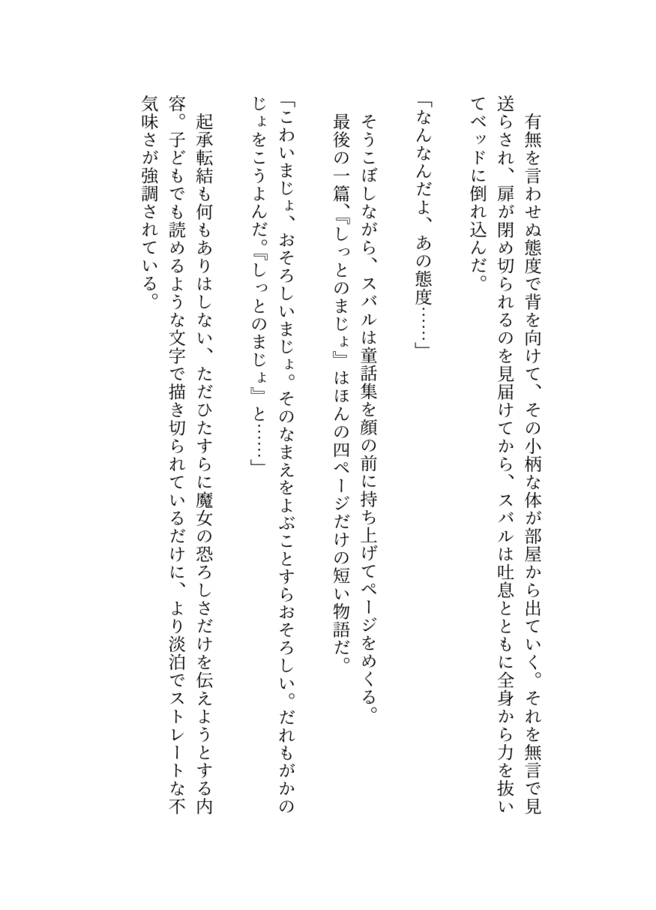 有無を言わせぬ態度で背を向けて、その小柄な体が部屋から出ていく。それを無言で見
送らされ、扉が閉め切られるのを見届けてから、スバルは吐息とともに全身から力を抜い
てベッドに倒れ込んだ。
「なんなんだよ、あの態度……」
　そうこぼしながら、スバルは童話集を顔の前に持ち上げてページをめくる。
　最後の一篇、『しっとのまじょ』はほんの四ページだけの短い物語だ。
「こわいまじょ、おそろしいまじょ。そのなまえをよぶことすらおそろしい。だれもがかの
じょをこうよんだ。『しっとのまじょ』と……」
　起承転結も何もありはしない、ただひたすらに魔女の恐ろしさだけを伝えようとする内
容。子どもでも読めるような文字で描き切られているだけに、より淡泊でストレートな不
気味さが強調されている。